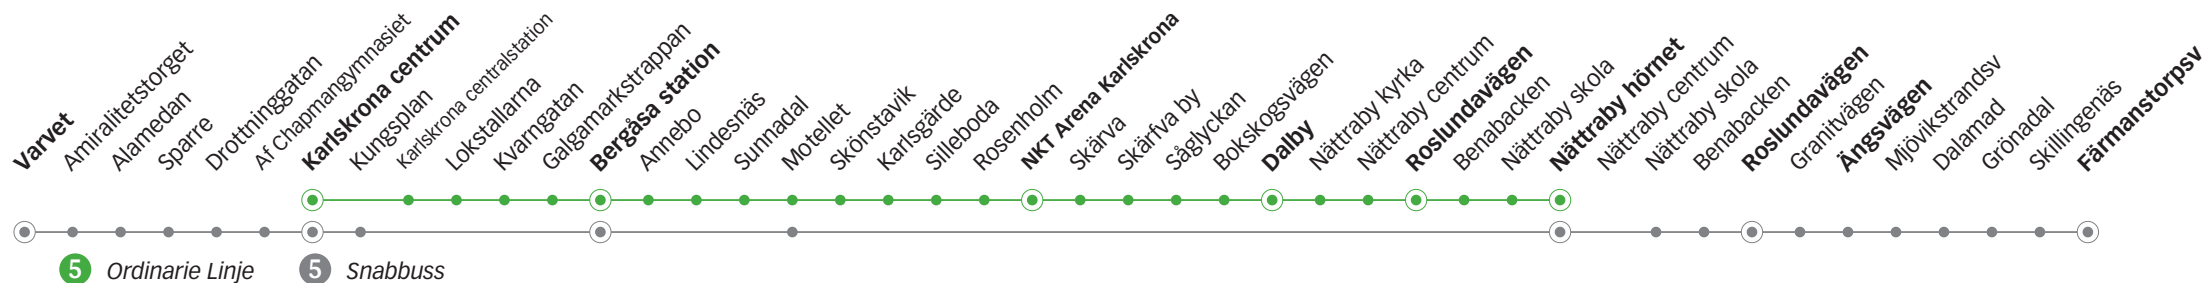 Varvet
Amiralitetstorget
Alamedan
Sparre
Drottninggatan
Af Chapmangymnasiet
Karlskrona centrum
Kungsplan
Karlskrona centralstation
Lokstallarna
Kvarngatan
Galgamarkstrappan
Bergåsa station
Annebo
Lindesnäs
Sunnadal
Motellet
Skönstavik
Karlsgärde
Silleboda
Rosenholm
NKT Arena Karlskrona
Skärva
Skärfva by
Såglyckan
Bokskogsvägen
Dalby
Nättraby kyrka
Nättraby centrum
Roslundavägen
Benabacken
Nättraby skola
Nättraby hörnet
Nättraby centrum
Nättraby skola
Benabacken
Roslundavägen
Granitvägen
Ängsvägen
Mjövikstrandsv
Dalamad
Grönadal
Skillingenäs
Färmanstorpsv
5 Ordinarie Linje
5 Snabbuss